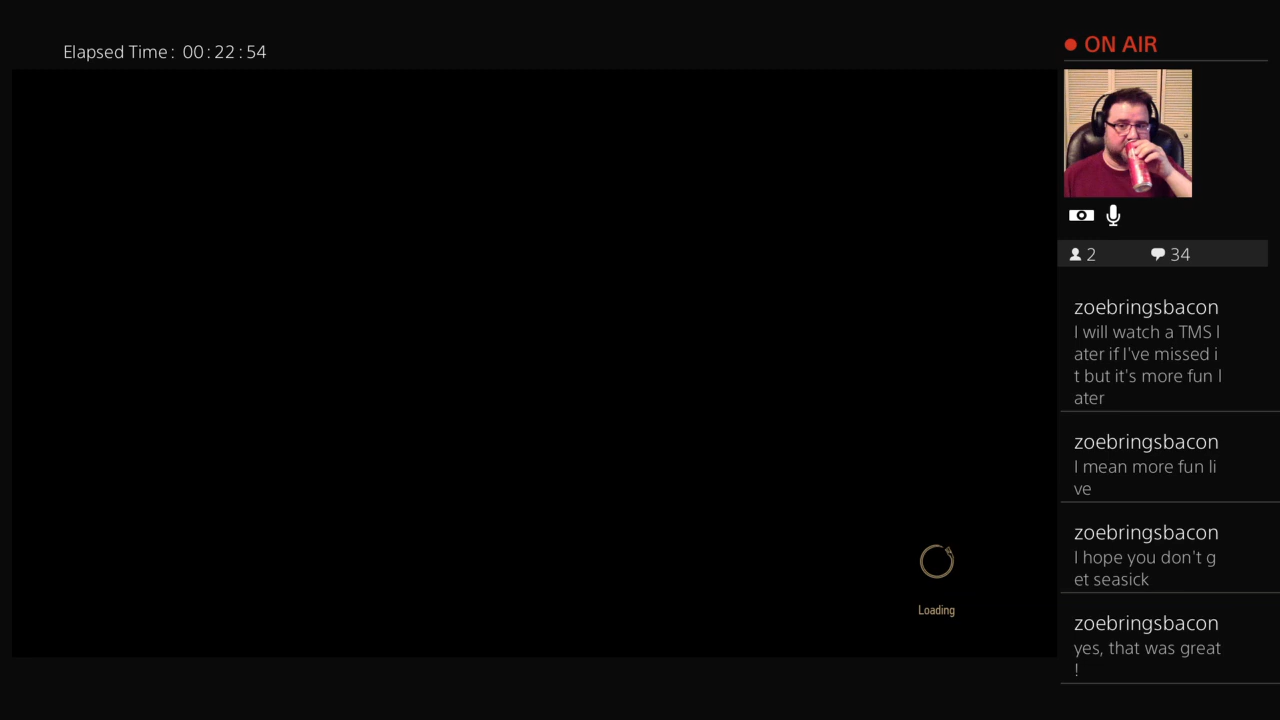 Elapsed Time: 00:22:54
ON AIR
2 34
zoebringsbacon
I will watch a TMS l
ater if I've missed i
t but it's more fun l
ater
zoebringsbacon
I mean more fun li
ve
zoebringsbacon
I hope you don't g
et seasick
zoebringsbacon
yes, that was great
!
Loading